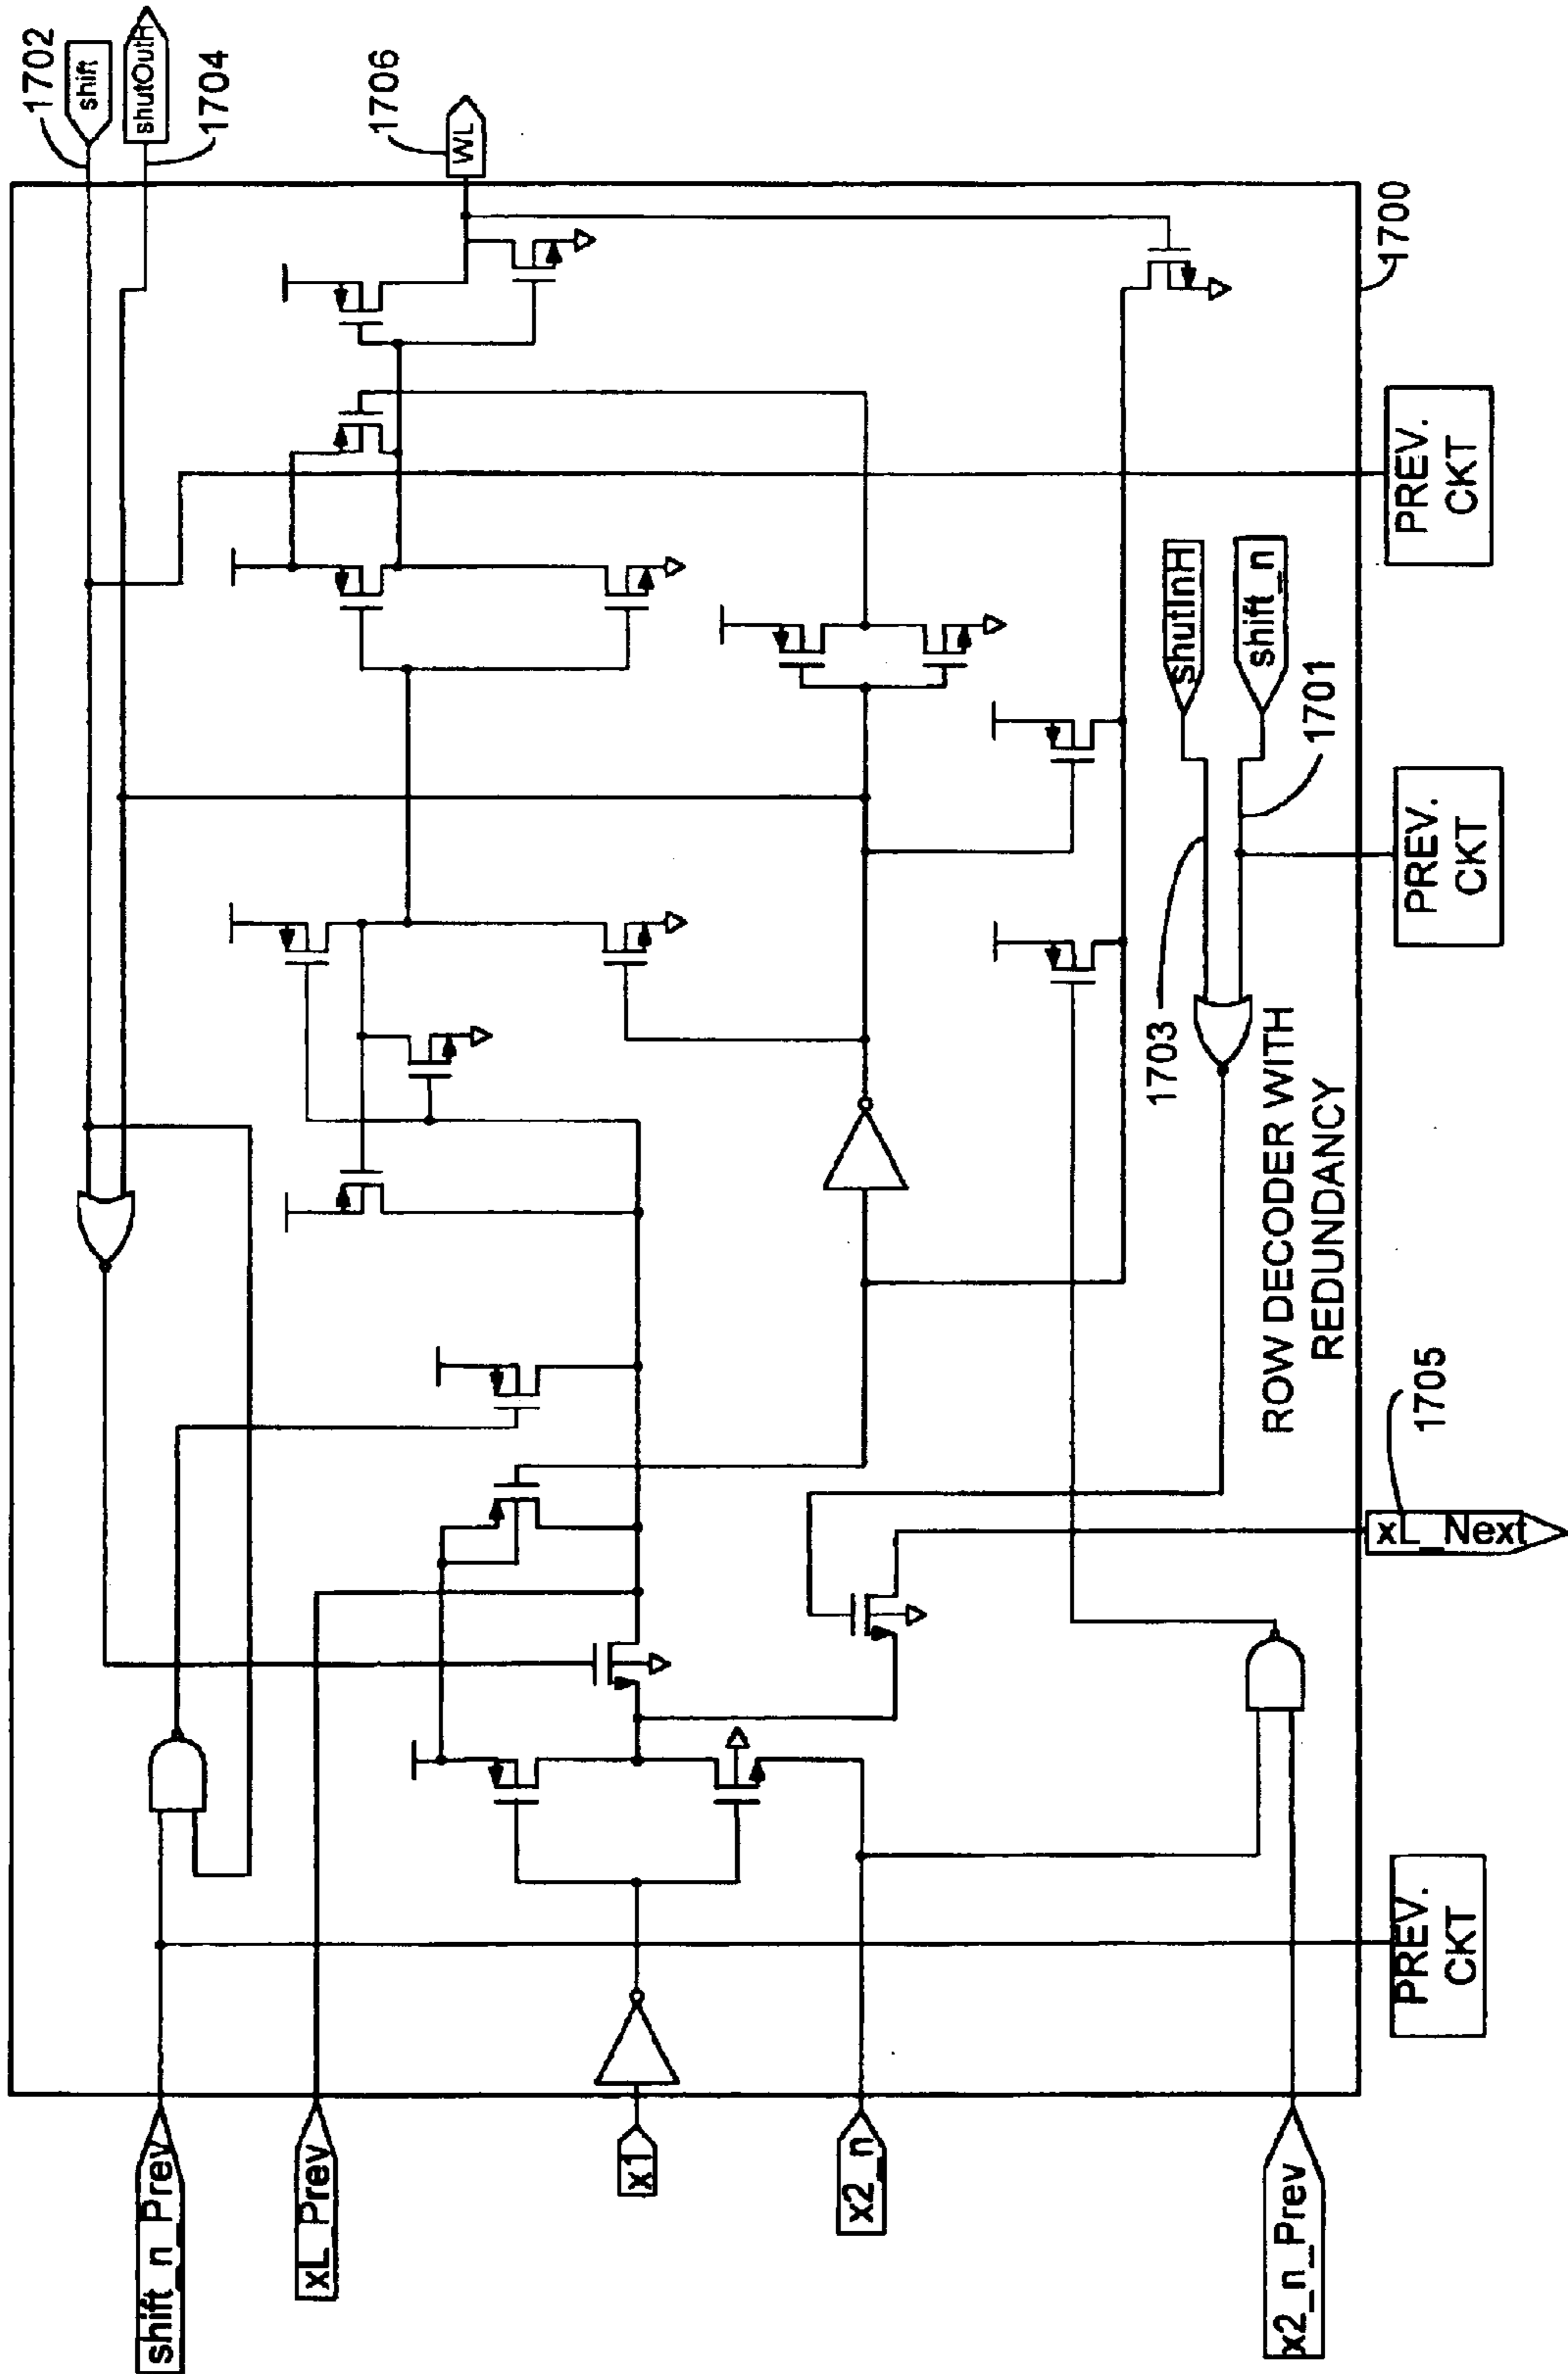 1702
shift
shutOutH
1704
1706
WL
1700
PREV.
CKT
shutInH
shift_n
1701
PREV.
CKT
1703
ROW DECODER WITH
REDUNDANCY
1705
xL_Next
PREV.
CKT
shift_n_Prev
xL_Prev
x1
x2_n
x2_n_Prev